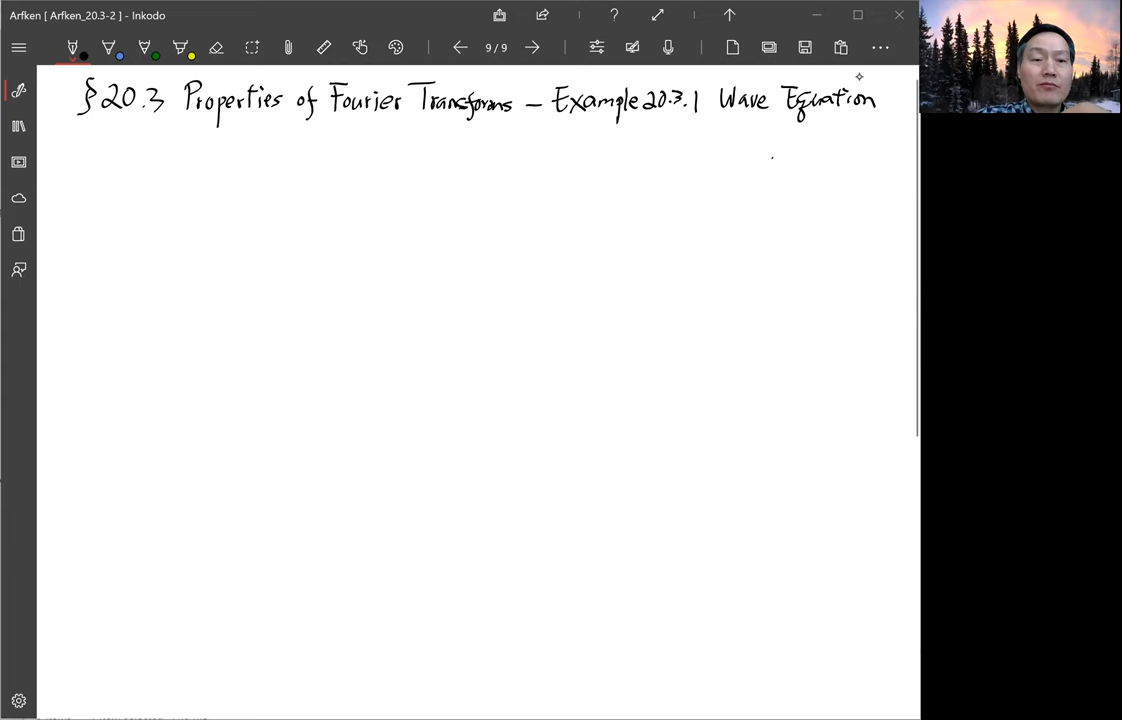 Arfken [ Arfken_20.3-2 ] - Inkodo
9/9
§ 20.3 Properties of Fourier Transforms – Example 20.3.1 Wave Equation